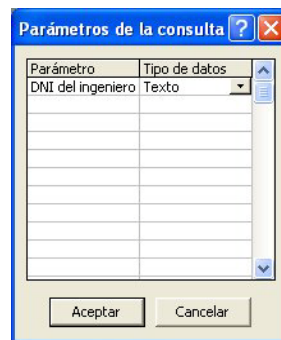 Parámetros de la consulta
Parámetro Tipo de datos
DNI del ingeniero Texto
Aceptar Cancelar